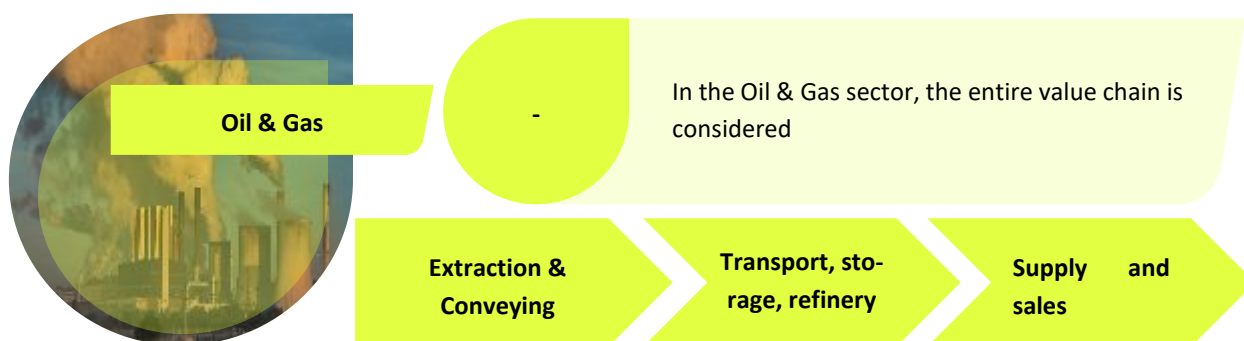 Oil & Gas
-
In the Oil & Gas sector, the entire value chain is
considered
Extraction &
Conveying
Transport, sto-
rage, refinery
Supply and
sales